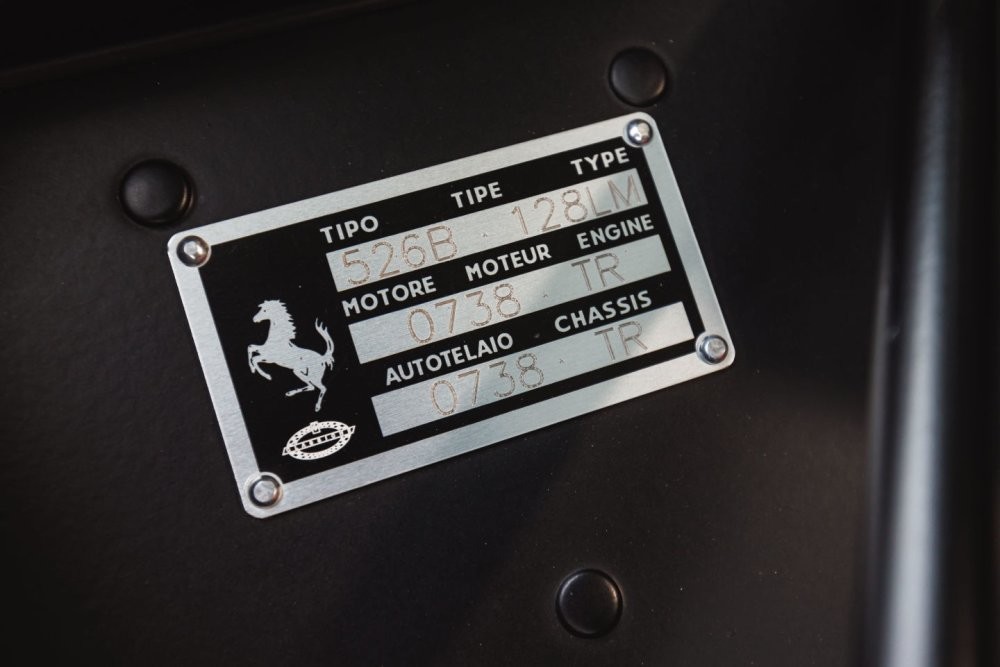 TIPO TIPE TYPE
526B . 128LM
MOTORE MOTEUR ENGINE
0738 . TR
AUTOTELAIO CHASSIS
0738 . TR